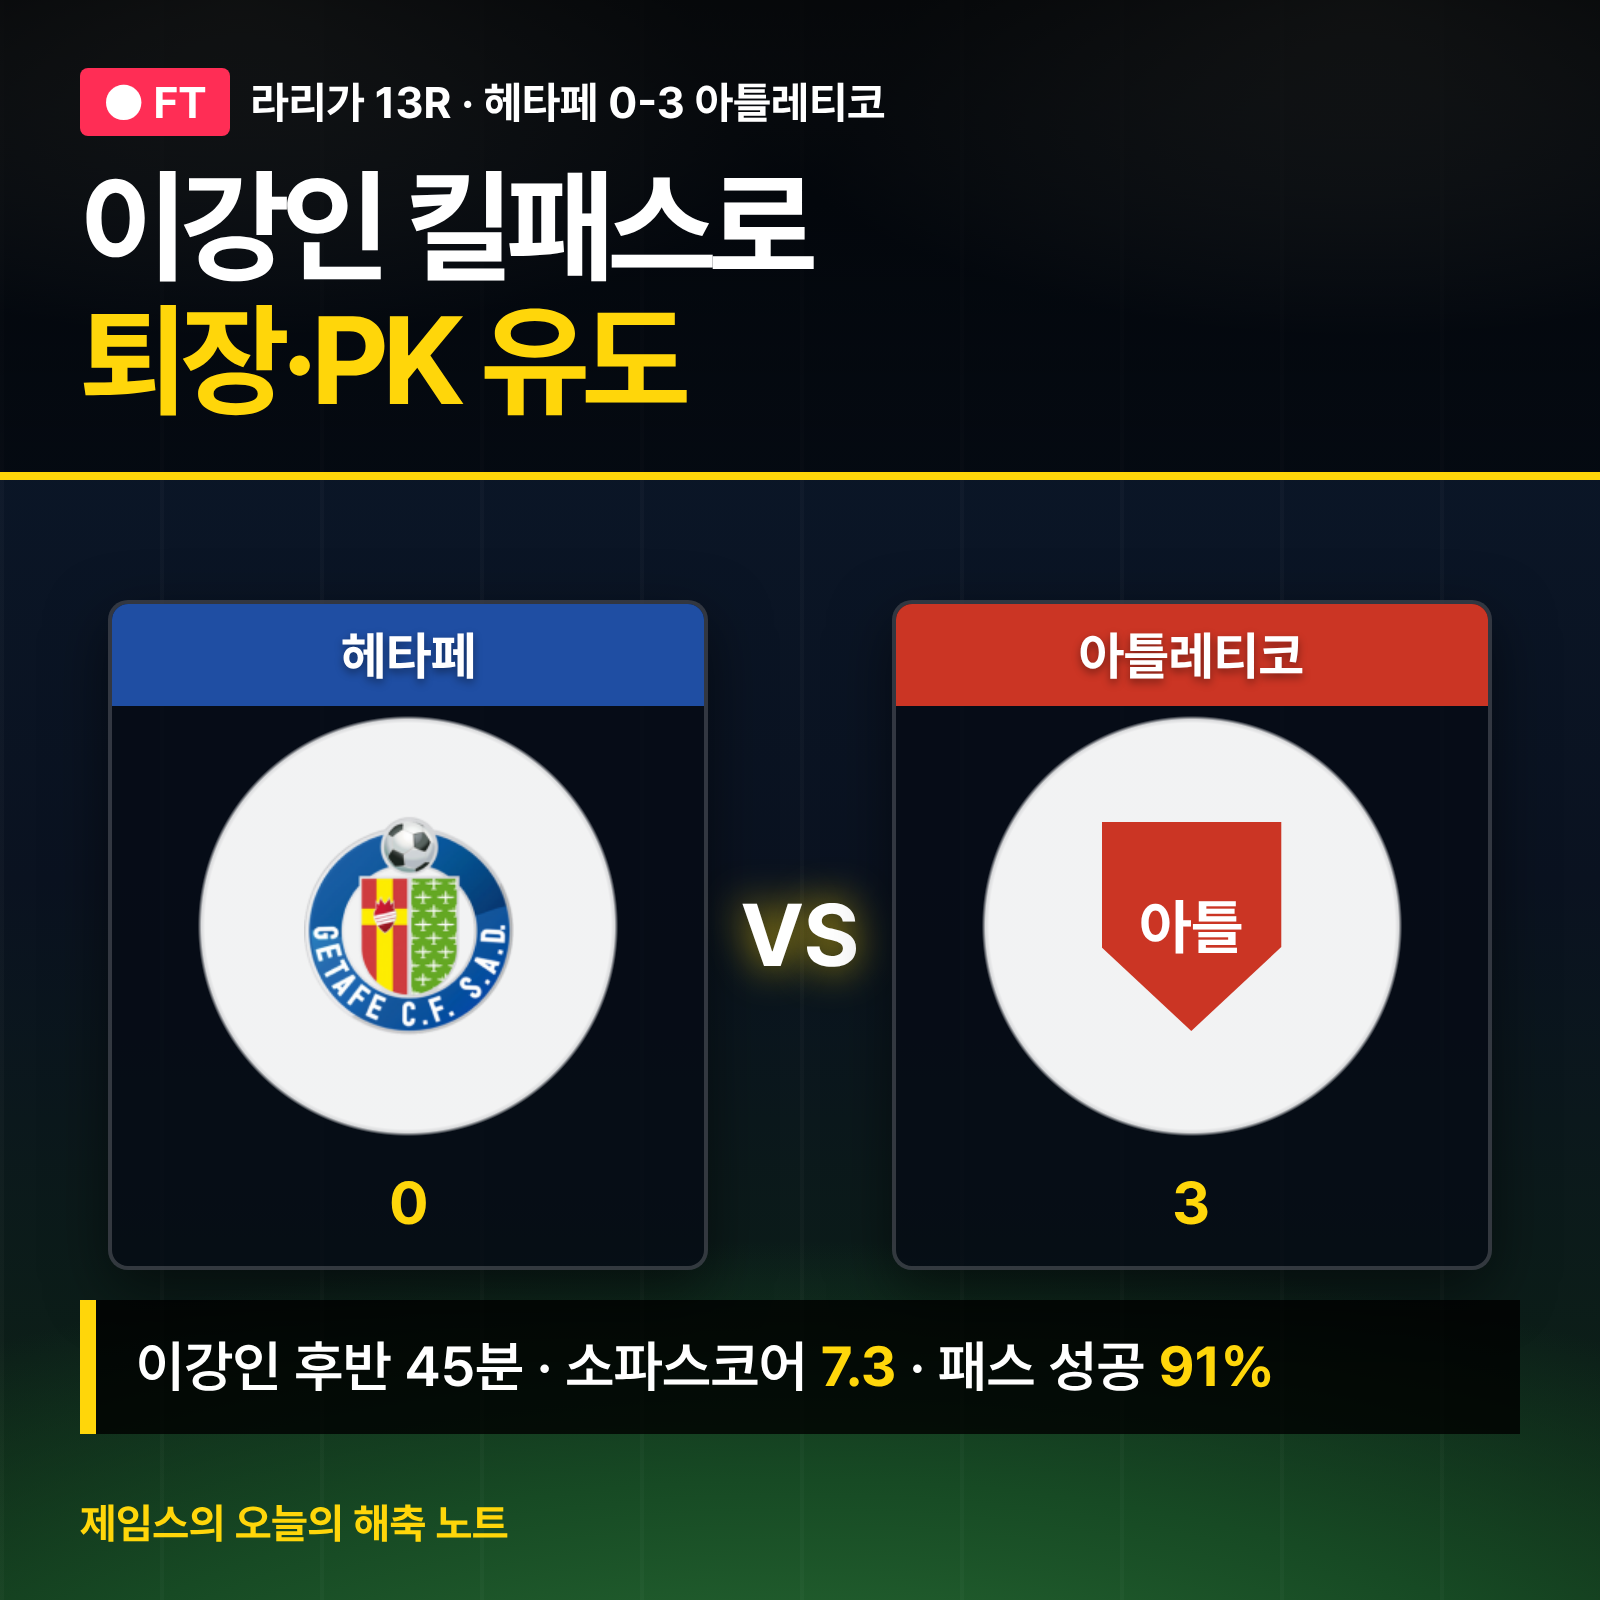 FT 라리가 13R · 헤타페 0-3 아틀레티코
이강인 킬패스로
퇴장·PK 유도
헤타페
아틀레티코
GETAFE C.F. S.A.D.
VS
아틀
0
3
이강인 후반 45분 · 소파스코어 7.3 · 패스 성공 91%
제임스의 오늘의 해축 노트